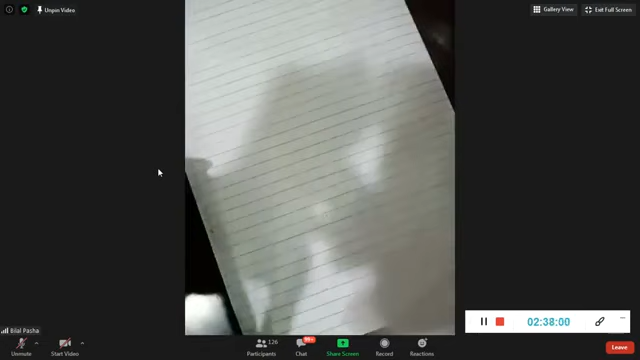 Unpin Video
Gallery View
Exit Full Screen
Bilal Pasha
02:38:00
126
99+
Unmute
Start Video
Participants
Chat
Share Screen
Record
Reactions
Leave